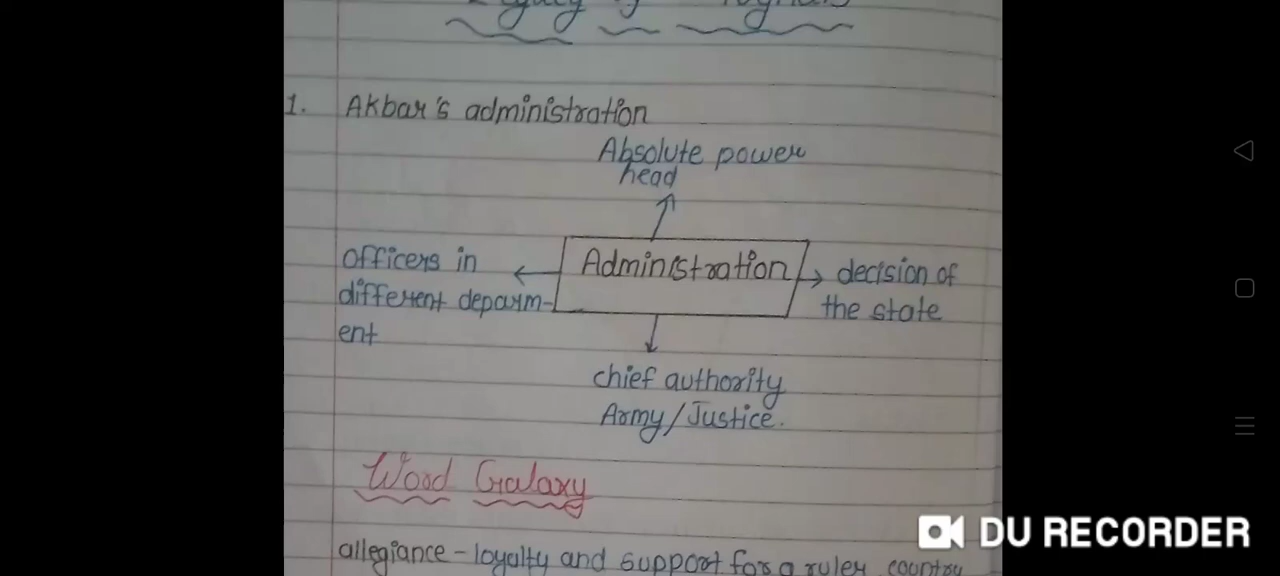 1. Akbar's administration
Absolute power
head
Administration
officers in
different deparm-
ent
decision of
the state
chief authority
Army/Justice.
Word Galaxy
allegiance - loyalty and support for a ruler country
DU RECORDER